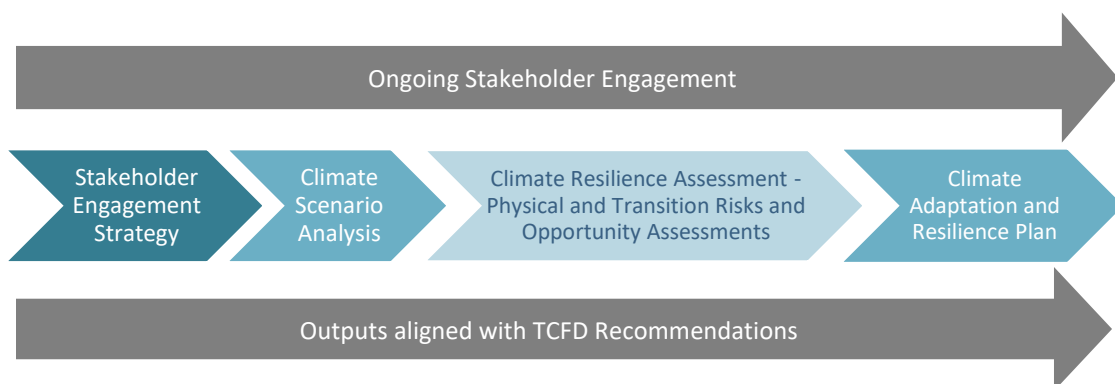 Ongoing Stakeholder Engagement
Stakeholder
Engagement
Strategy
Climate
Scenario
Analysis
Climate Resilience Assessment -
Physical and Transition Risks and
Opportunity Assessments
Climate
Adaptation and
Resilience Plan
Outputs aligned with TCFD Recommendations